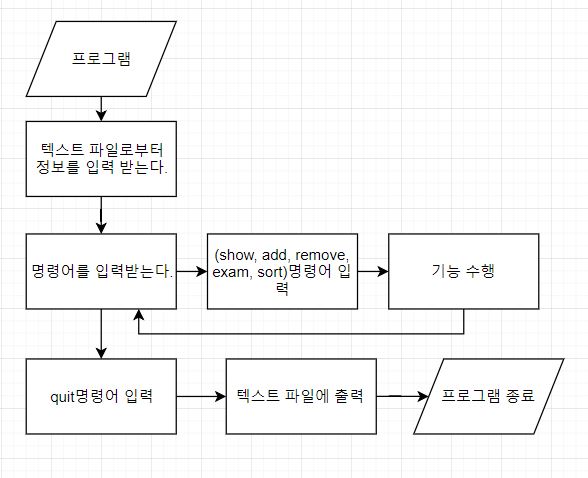 프로그램
텍스트 파일로부터
정보를 입력 받는다.
명령어를 입력받는다.
(show, add, remove,
exam, sort)명령어 입
력
기능 수행
quit명령어 입력
텍스트 파일에 출력
프로그램 종료